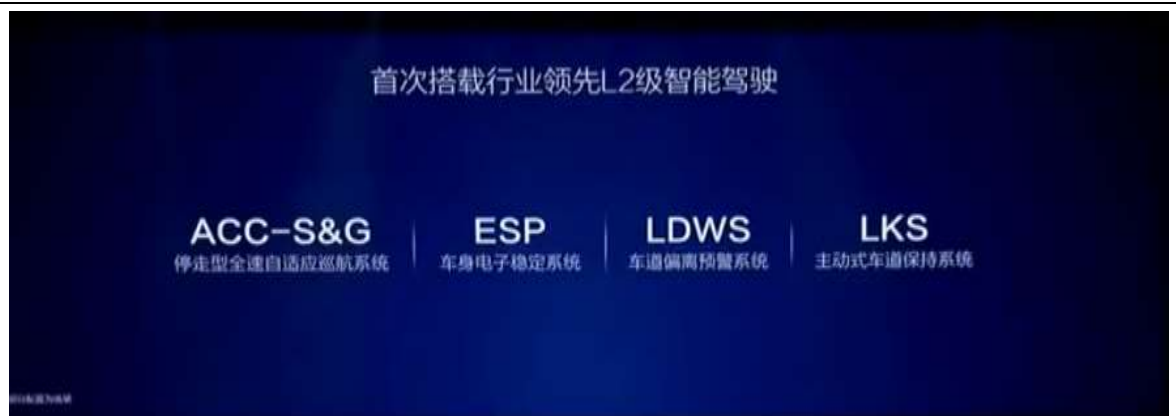 首次搭载行业领先L2级智能驾驶
ACC-S&G
停走型全速自适应巡航系统
ESP
车身电子稳定系统
LDWS
车道偏离预警系统
LKS
主动式车道保持系统